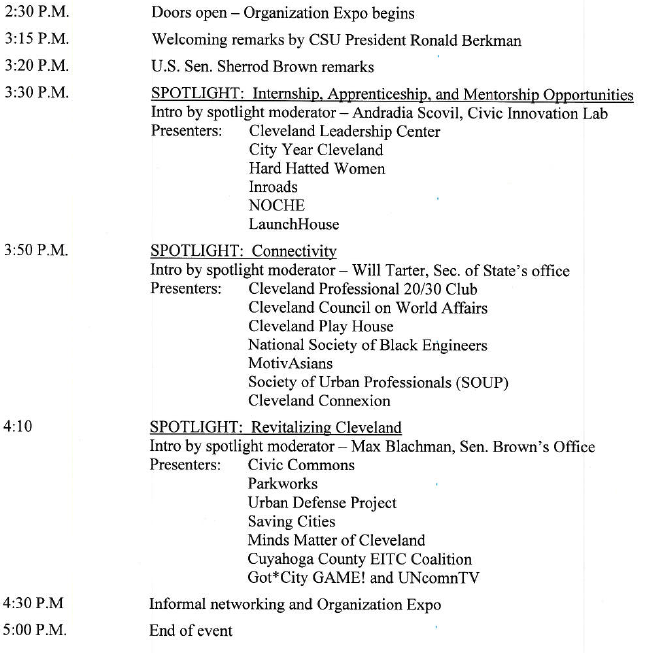 2:30 P.M. Doors open – Organization Expo begins
3:15 P.M. Welcoming remarks by CSU President Ronald Berkman
3:20 P.M. U.S. Sen. Sherrod Brown remarks
3:30 P.M. SPOTLIGHT: Internship, Apprenticeship, and Mentorship Opportunities
Intro by spotlight moderator – Andradia Scovil, Civic Innovation Lab
Presenters: Cleveland Leadership Center
City Year Cleveland
Hard Hatted Women
Inroads
NOCHE
LaunchHouse
3:50 P.M. SPOTLIGHT: Connectivity
Intro by spotlight moderator – Will Tarter, Sec. of State's office
Presenters: Cleveland Professional 20/30 Club
Cleveland Council on World Affairs
Cleveland Play House
National Society of Black Engineers
MotivAsians
Society of Urban Professionals (SOUP)
Cleveland Connexion
4:10 SPOTLIGHT: Revitalizing Cleveland
Intro by spotlight moderator – Max Blachman, Sen. Brown's Office
Presenters: Civic Commons
Parkworks
Urban Defense Project
Saving Cities
Minds Matter of Cleveland
Cuyahoga County EITC Coalition
Got*City GAME! and UNcomnTV
4:30 P.M Informal networking and Organization Expo
5:00 P.M. End of event